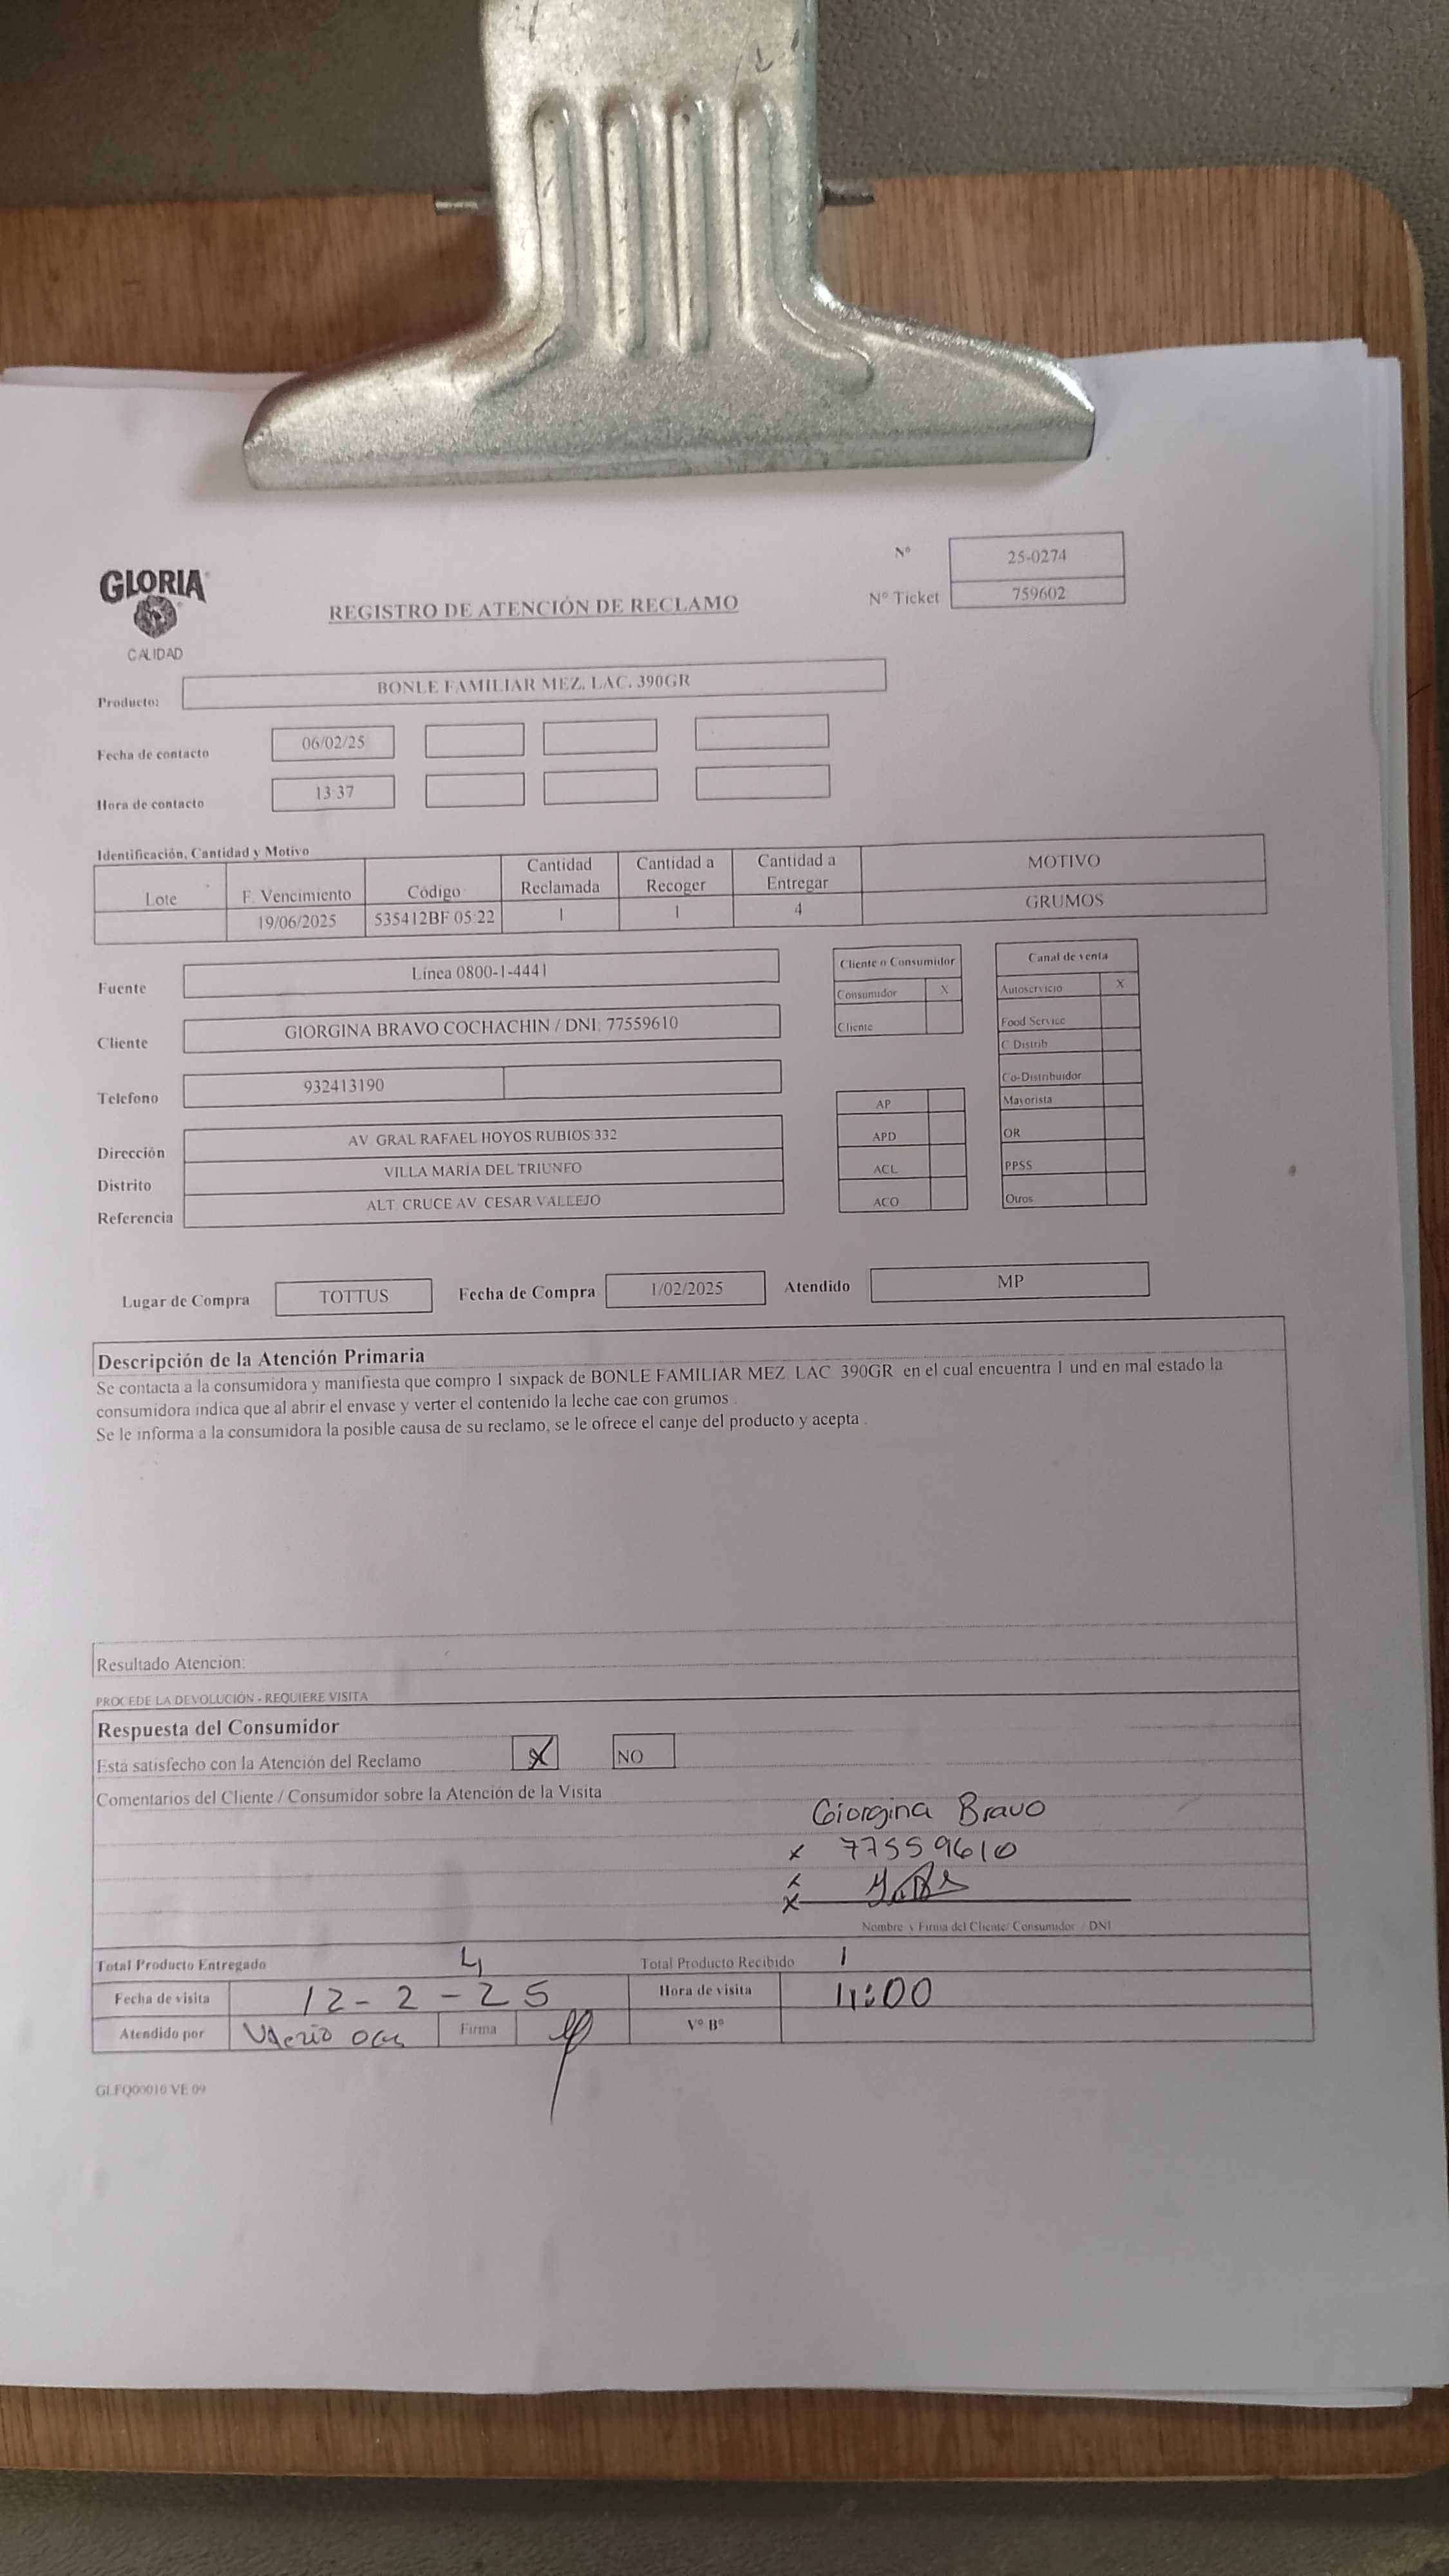 Nº 25-0274
GLORIA
REGISTRO DE ATENCIÓN DE RECLAMO
Nº Ticket 759602
CALIDAD
Producto: BONLE FAMILIAR MEZ. LAC. 390GR
Fecha de contacto 06/02/25
Hora de contacto 13:37
Identificación, Cantidad y Motivo
Lote F. Vencimiento Código Cantidad Reclamada Cantidad a Recoger Cantidad a Entregar MOTIVO
19/06/2025 535412BF 05:22 1 1 4 GRUMOS
Fuente Línea 0800-1-4441
Cliente GIORGINA BRAVO COCHACHIN / DNI: 77559610
Telefono 932413190
Dirección AV. GRAL RAFAEL HOYOS RUBIOS 332
Distrito VILLA MARÍA DEL TRIUNFO
Referencia ALT. CRUCE AV. CESAR VALLEJO
Cliente o Consumidor
Consumidor X
Cliente
AP
APD
ACL
ACO
Canal de venta
Autoservicio X
Food Service
C Distrib.
Co-Distribuidor
Mayorista
OR
PPSS
Otros
Lugar de Compra TOTTUS Fecha de Compra 1/02/2025 Atendido MP
Descripción de la Atención Primaria
Se contacta a la consumidora y manifiesta que compro 1 sixpack de BONLE FAMILIAR MEZ. LAC. 390GR en el cual encuentra 1 und en mal estado la
consumidora indica que al abrir el envase y verter el contenido la leche cae con grumos.
Se le informa a la consumidora la posible causa de su reclamo, se le ofrece el canje del producto y acepta.
Resultado Atencion:
PROCEDE LA DEVOLUCIÓN - REQUIERE VISITA
Respuesta del Consumidor
Está satisfecho con la Atención del Reclamo X NO
Comentarios del Cliente / Consumidor sobre la Atención de la Visita
Giorgina Bravo
x 77559610
x
x
Nombre y Firma del Cliente/ Consumidor / DNI
Total Producto Entregado 4 Total Producto Recibido 1
Fecha de visita 12-2-25 Hora de visita 11:00
Atendido por Firma Vº Bº
GLFQ00010 VE 09